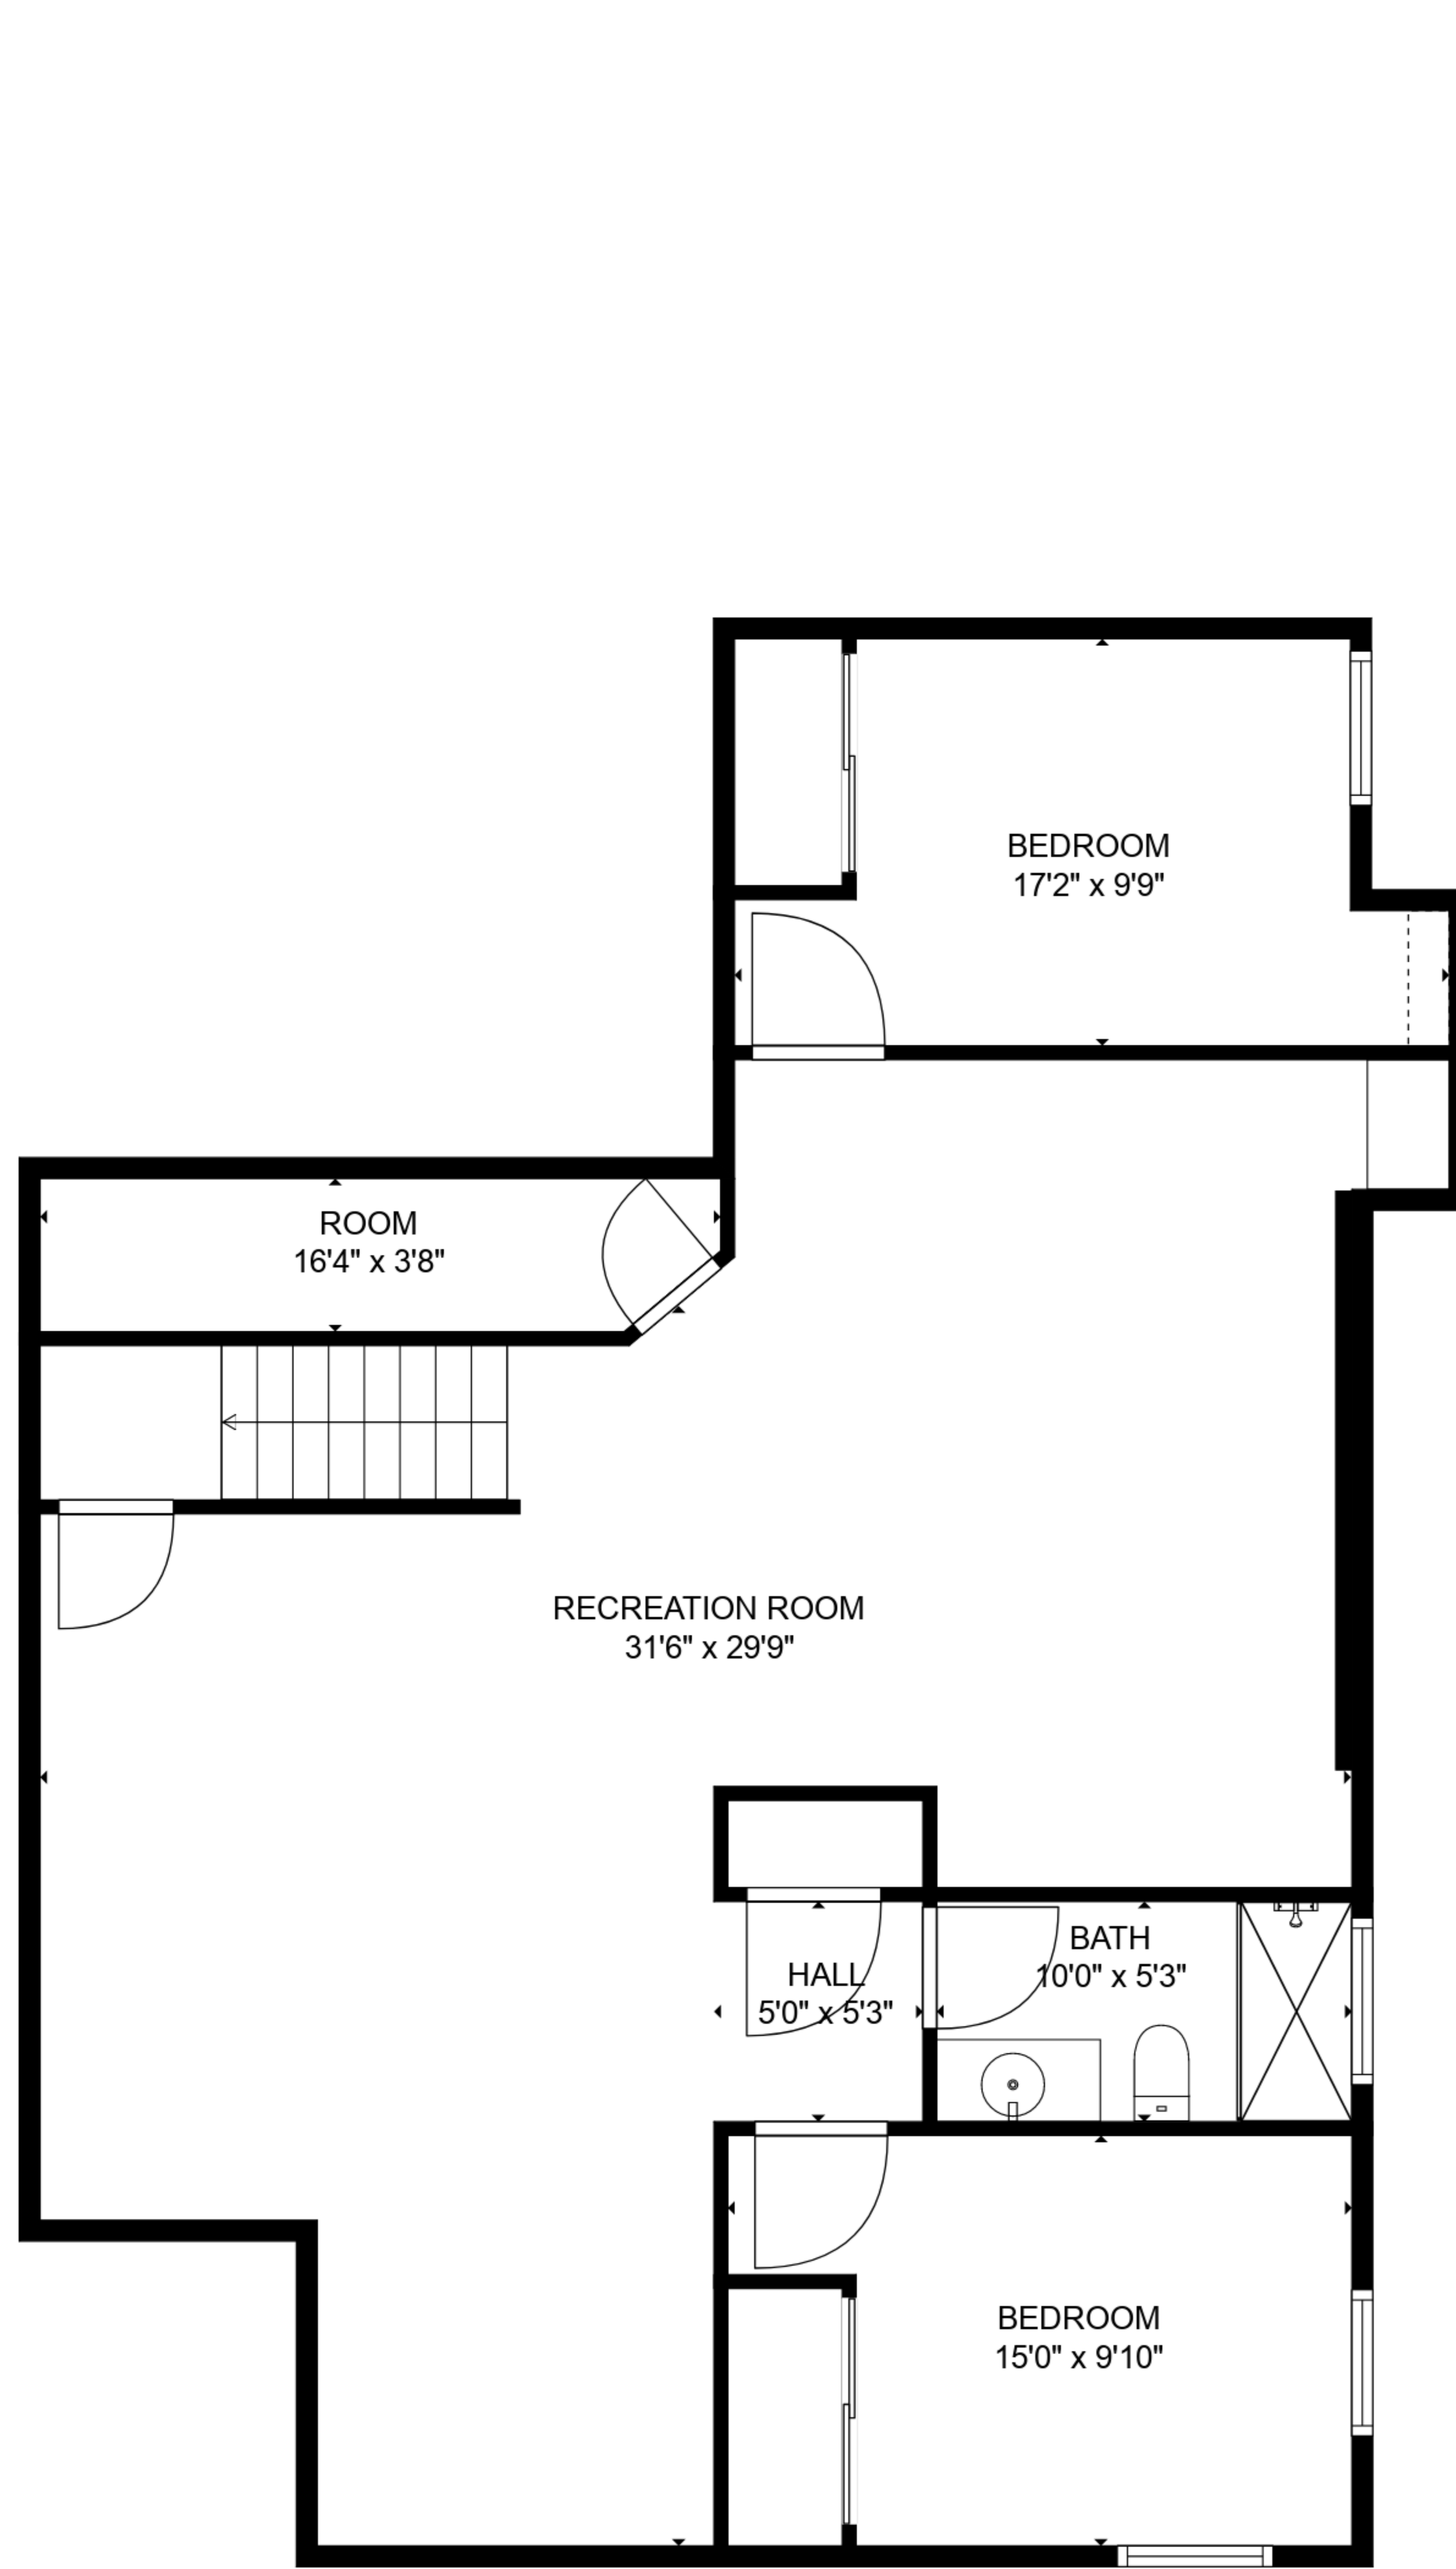 BEDROOM
17'2" x 9'9"
ROOM
16'4" x 3'8"
RECREATION ROOM
31'6" x 29'9"
BATH
10'0" x 5'3"
HALL
5'0" x 5'3"
BEDROOM
15'0" x 9'10"